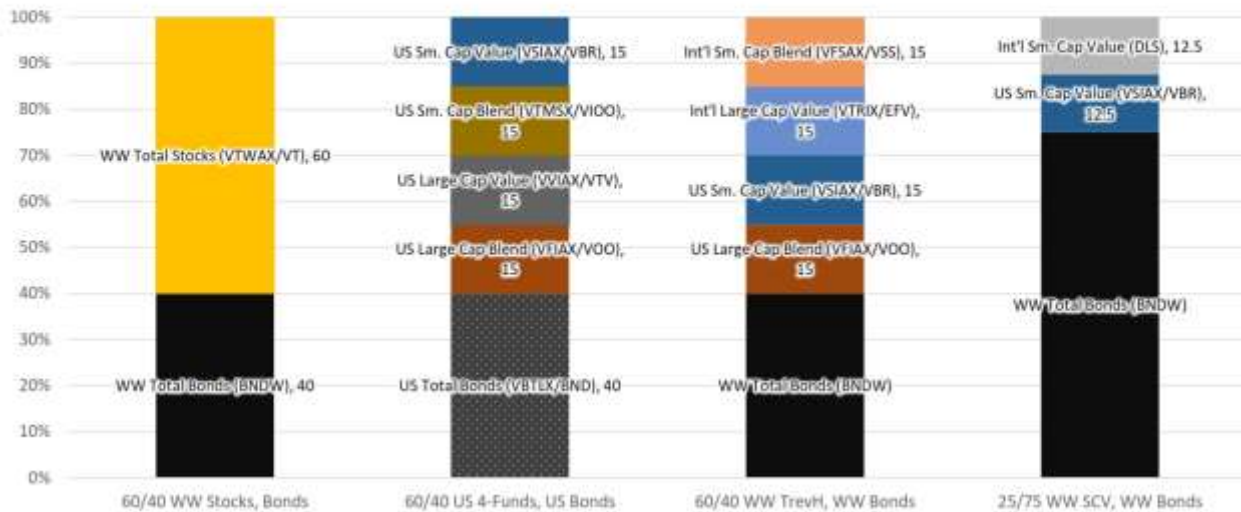 100%
90%
80%
70%
60%
50%
40%
30%
20%
10%
0%
WW Total Stocks (VTWAX/VT), 60
WW Total Bonds (BNDW), 40
US Sm. Cap Value (VSIAX/VBR), 15
US Sm. Cap Blend (VTMSX/VIOO),
15
US Large Cap Value (VVIAX/VTV),
15
US Large Cap Blend (VFIAX/VOO),
15
US Total Bonds (VBTLX/BND), 40
Int'l Sm. Cap Blend (VFSAX/VSS), 15
Int'l Large Cap Value (VTRIX/EFV),
15
US Sm. Cap Value (VSIAX/VBR), 15
US Large Cap Blend (VFIAX/VOO),
15
WW Total Bonds (BNDW)
Int'l Sm. Cap Value (DLS), 12.5
US Sm. Cap Value (VSIAX/VBR),
12.5
WW Total Bonds (BNDW)
60/40 WW Stocks, Bonds
60/40 US 4-Funds, US Bonds
60/40 WW TrevH, WW Bonds
25/75 WW SCV, WW Bonds